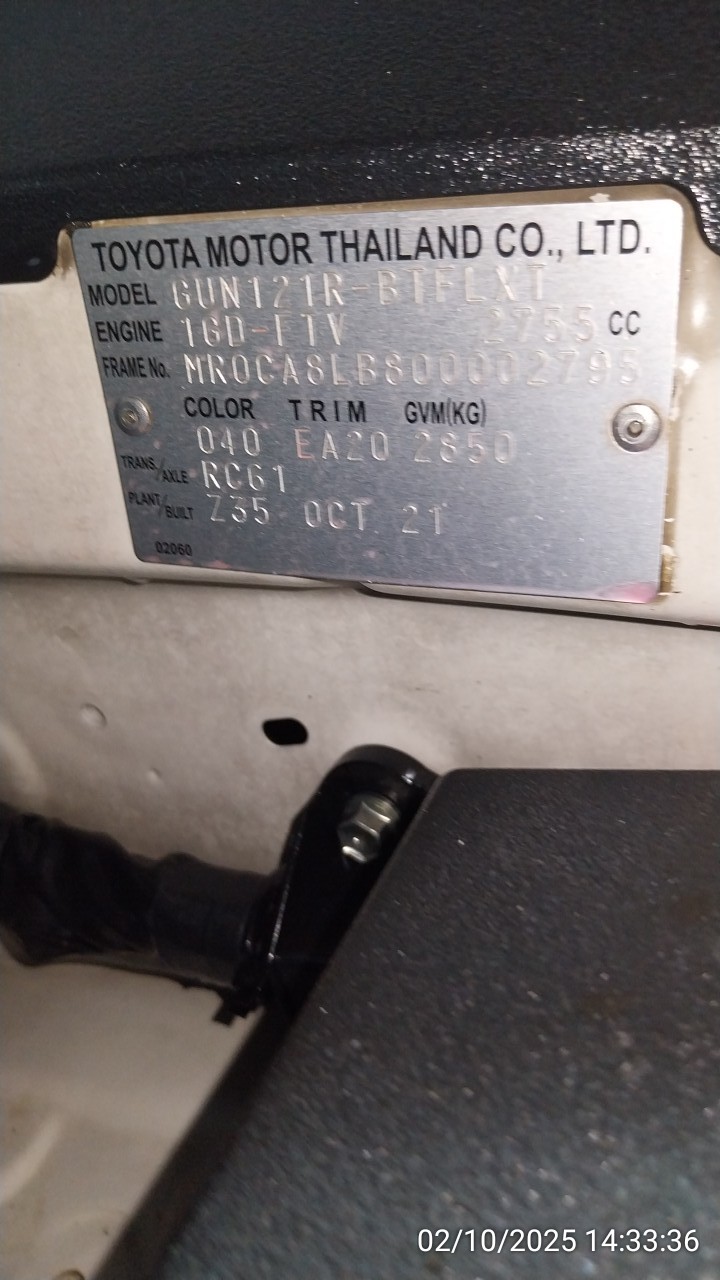 TOYOTA MOTOR THAILAND CO., LTD.
MODEL GUN121R-BTFLXT
ENGINE 1GD-FTV 2755 CC
FRAME No. MR0CA8LB800002795
COLOR TRIM GVM(KG)
040 EA20 2850
TRANS./AXLE RC61
PLANT/BUILT Z35 OCT 21
02060
02/10/2025 14:33:36